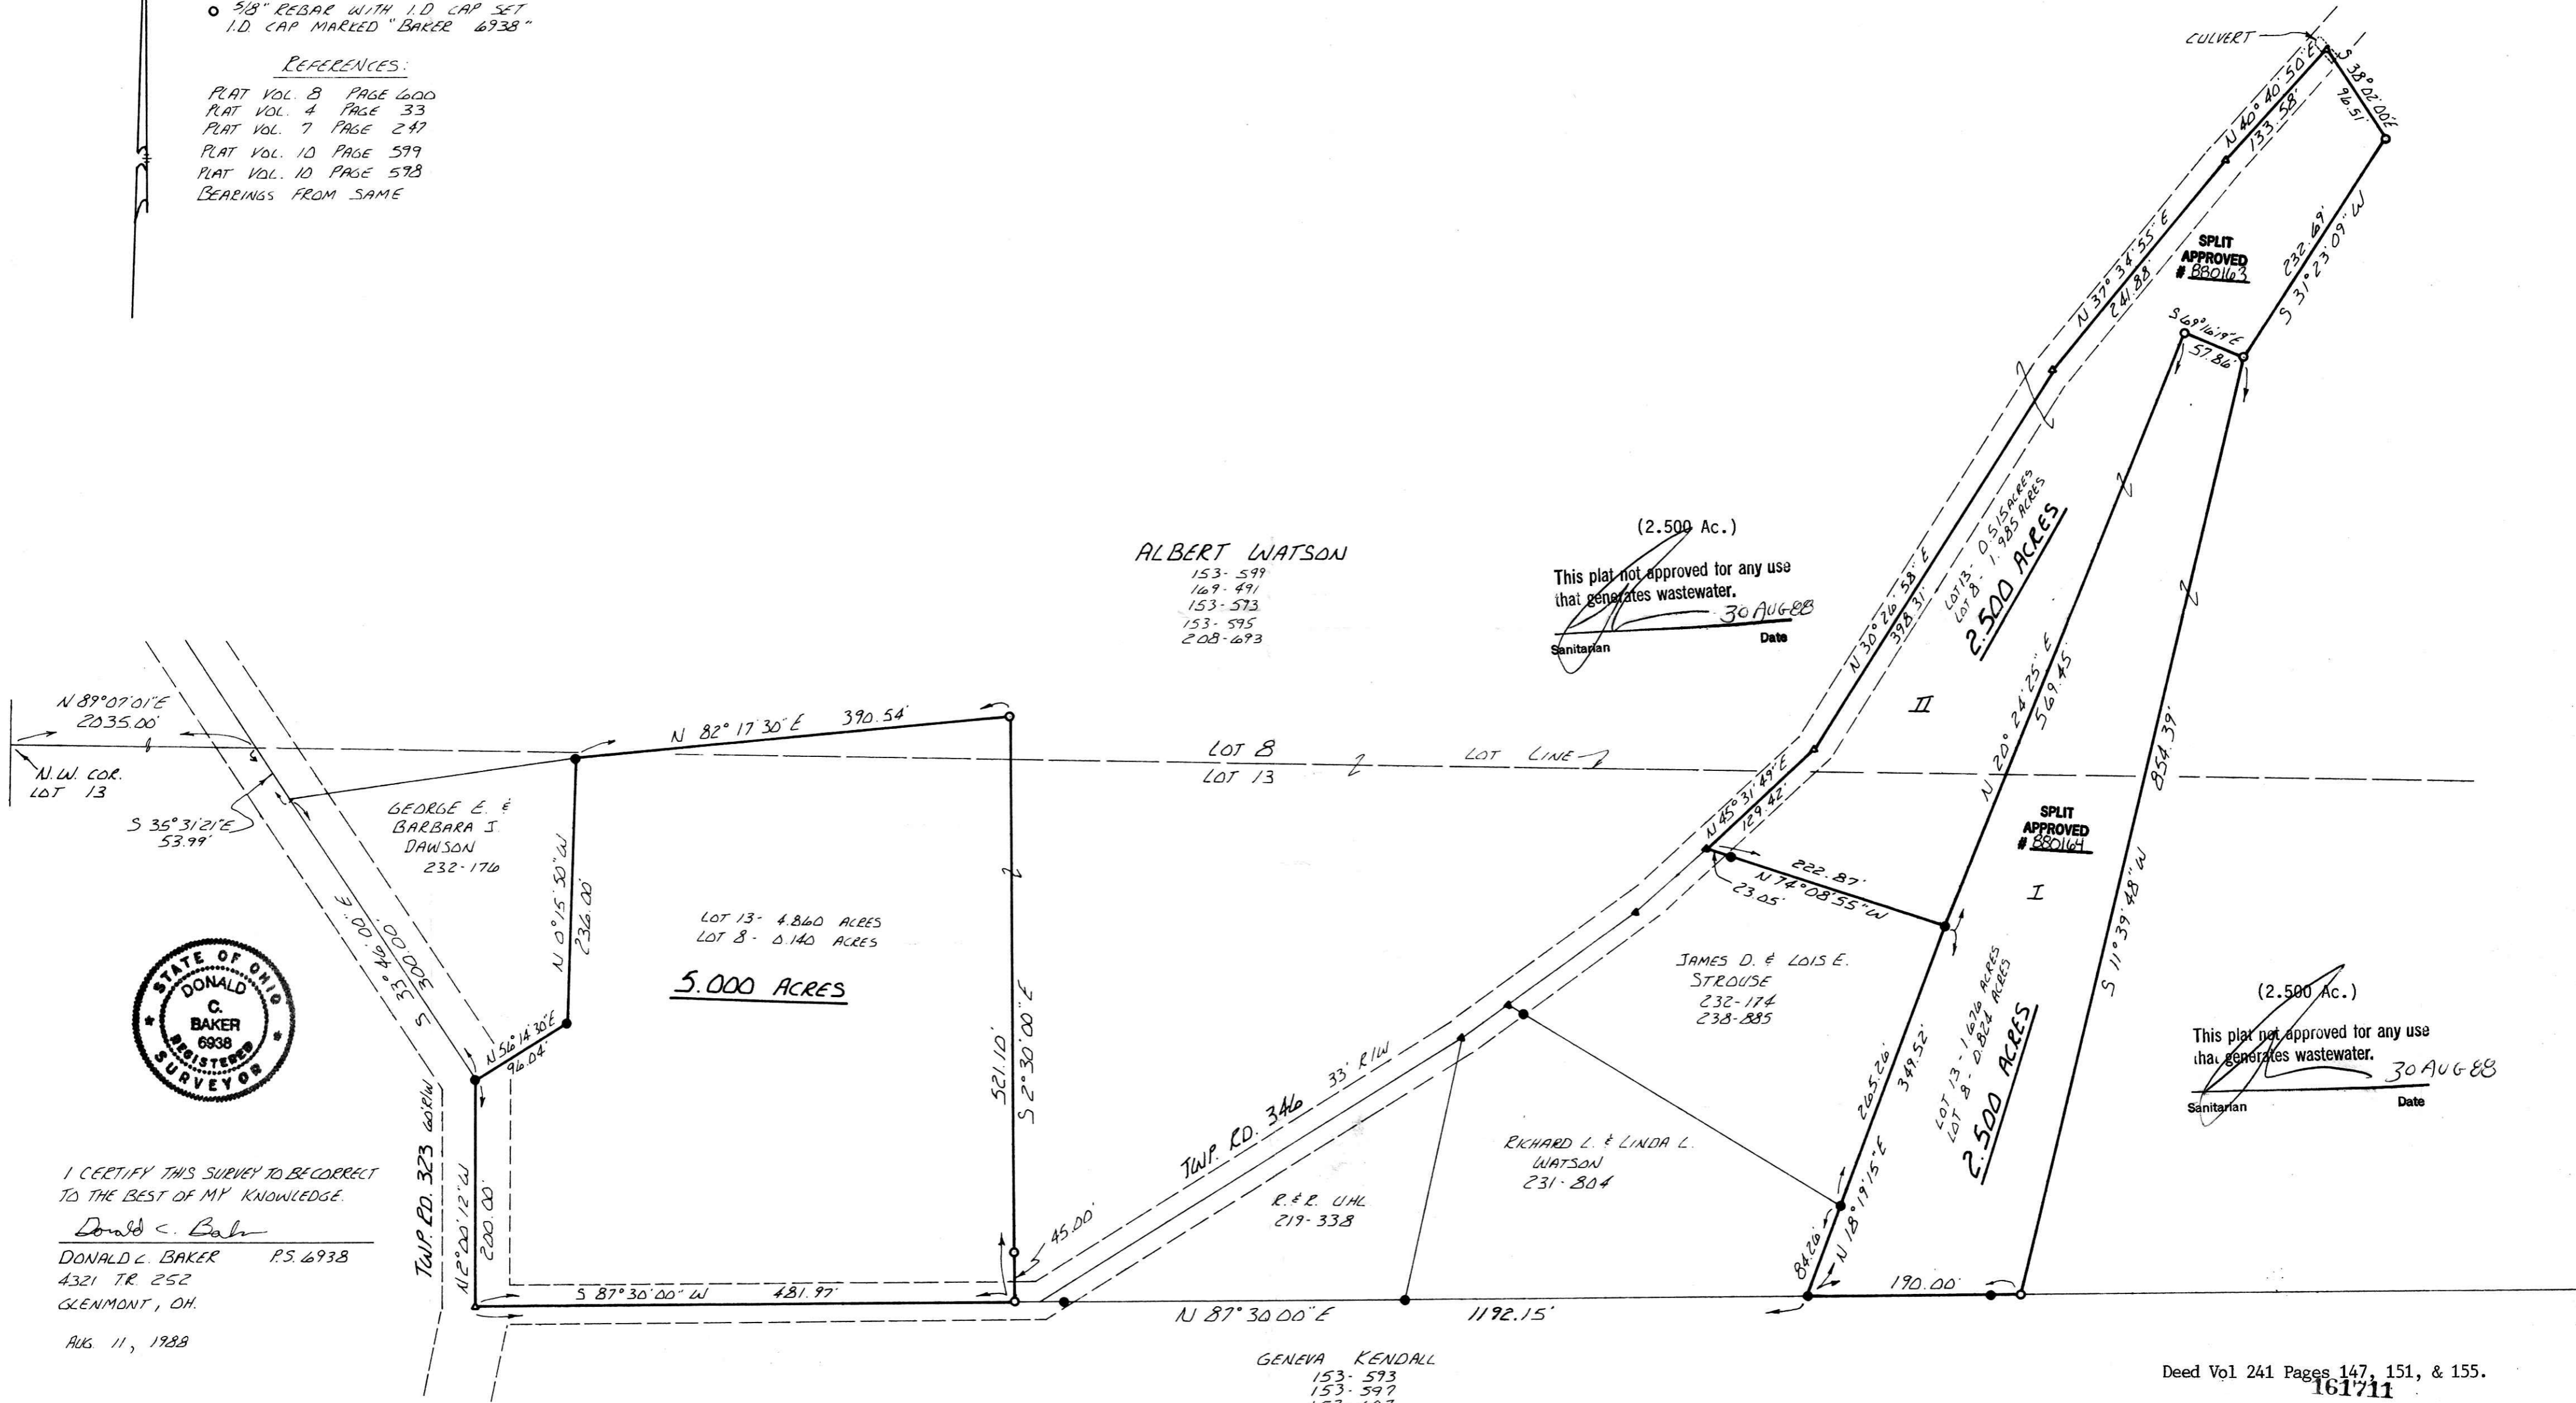 5/8" REBAR WITH I.D CAP SET
I.D. CAP MARKED "BAKER 6938"
REFERENCES:
PLAT VOL. 8 PAGE 600
PLAT VOL. 4 PAGE 33
PLAT VOL. 7 PAGE 247
PLAT VOL. 10 PAGE 599
PLAT VOL. 10 PAGE 598
BEARINGS FROM SAME
CULVERT
N 40° 40' 50" E
133.58'
S 38° 02' 00" E
96.51'
N 37° 34' 55" E
241.88'
SPLIT
APPROVED
# 880163
232.69'
S 31° 23' 09" W
S 69° 16' 19" E
57.86'
ALBERT WATSON
153-599
169-491
153-593
153-595
208-693
(2.500 Ac.)
This plat not approved for any use
that generates wastewater.
30 AUG 88
Sanitarian
Date
N 30° 26' 58" E
398.31'
LOT 13 - 0.515 ACRES
LOT 8 - 1.985 ACRES
2.500 ACRES
II
N 20° 24' 25" E
569.45'
854.39'
S 11° 39' 48" W
N 89° 07' 01" E
2035.00'
N.W. COR.
LOT 13
S 35° 31' 21" E
53.99'
N 82° 17' 30" E 390.54'
LOT 8
LOT 13
LOT LINE
N 45° 31' 49" E
129.42'
GEORGE E. &
BARBARA J.
DAWSON
232-176
N 0° 15' 50" W
236.00'
S 33° 46' 00" E
300.00'
LOT 13- 4.860 ACRES
LOT 8 - 0.140 ACRES
5.000 ACRES
N 56° 14' 30" E
96.04'
521.10'
S 2° 30' 00" E
222.87'
N 74° 08' 55" W
23.05'
SPLIT
APPROVED
# 880164
I
JAMES D. & LOIS E.
STROUSE
232-174
238-885
LOT 13 - 1.676 ACRES
LOT 8 - 0.824 ACRES
2.500 ACRES
265.26'
349.52'
N 18° 19' 15" E
84.26'
(2.500 Ac.)
This plat not approved for any use
that generates wastewater.
30 AUG 88
Sanitarian
Date
STATE OF OHIO
DONALD
C.
BAKER
6938
REGISTERED
SURVEYOR
TWP. RD. 323 60' R/W
N 2° 00' 12" W
200.00'
TWP. RD. 346 33' R/W
45.00'
R. & R. UHL
219-338
RICHARD L. & LINDA L.
WATSON
231-804
I CERTIFY THIS SURVEY TO BE CORRECT
TO THE BEST OF MY KNOWLEDGE.
DONALD C. BAKER P.S. 6938
4321 T.R. 252
GLENMONT, OH.
AUG. 11, 1988
S 87° 30' 00" W 481.97'
N 87° 30' 00" E 1192.15'
190.00'
GENEVA KENDALL
153-593
153-597
Deed Vol 241 Pages 147, 151, & 155.
161711